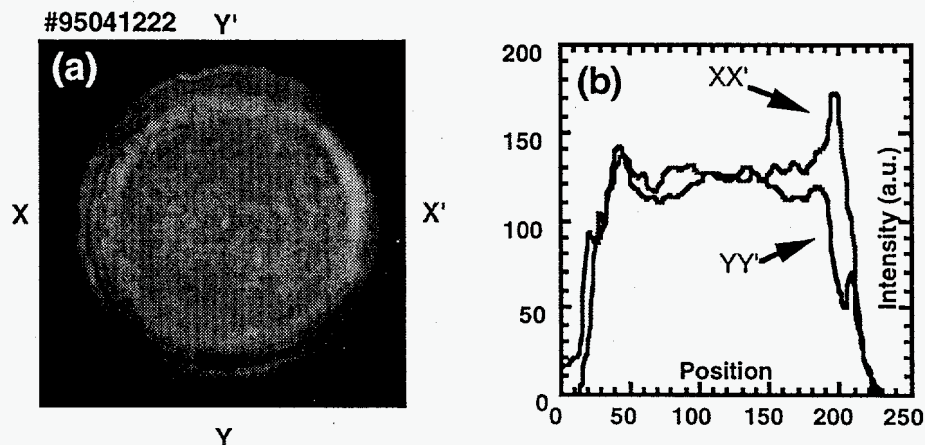 #95041222
Y'
(a)
X
X'
Y
(b)
XX'
YY'
Intensity (a.u.)
Position
200
150
100
50
0
0 50 100 150 200 250